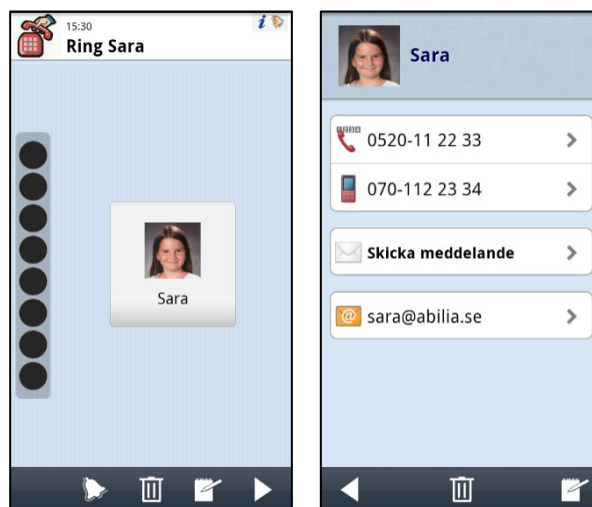 15:30
Ring Sara
Sara
Sara
0520-11 22 33
070-112 23 34
Skicka meddelande
sara@abilia.se